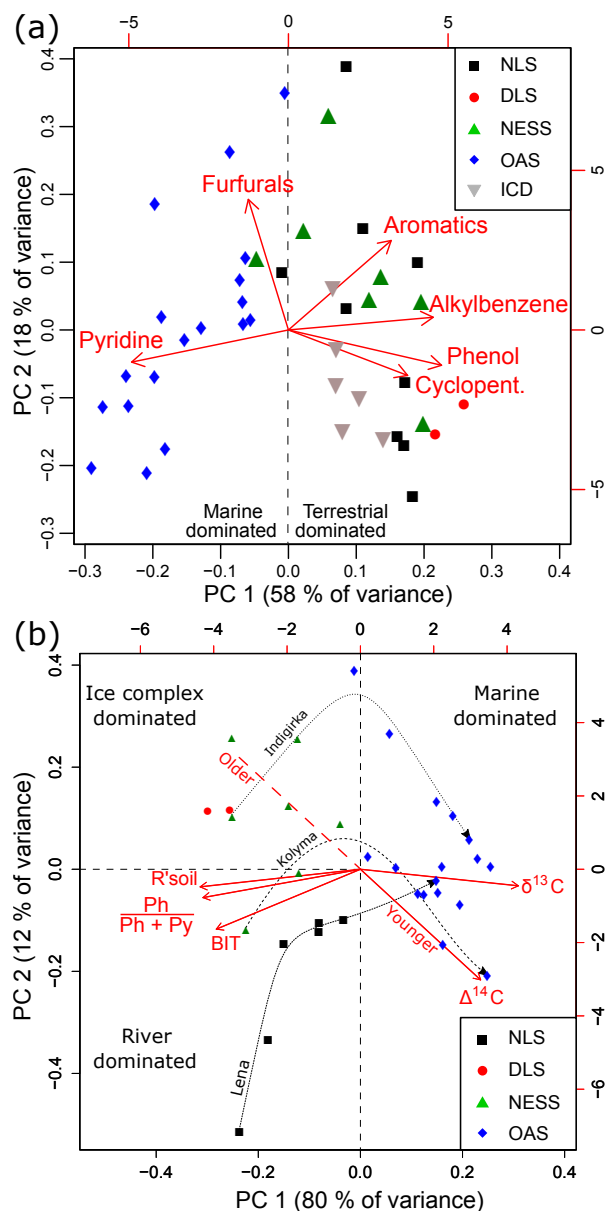 (a)
-5 0 5
NLS
DLS
NESS
OAS
ICD
Furfurals
Aromatics
Alkylbenzene
Pyridine
Phenol
Cyclopent.
Marine dominated
Terrestrial dominated
0.4
0.3
0.2
0.1
0.0
-0.1
-0.2
-0.3
PC 2 (18 % of variance)
5
0
-5
-0.3 -0.2 -0.1 0.0 0.1 0.2 0.3 0.4
PC 1 (58 % of variance)
(b)
-6 -4 -2 0 2 4
Ice complex dominated
Marine dominated
Indigirka
Older
Kolyma
R'soil
Ph
Ph + Py
BIT
δ13C
Younger
Δ14C
River dominated
Lena
NLS
DLS
NESS
OAS
0.4
0.2
0.0
-0.2
-0.4
PC 2 (12 % of variance)
4
2
0
-2
-4
-6
-0.4 -0.2 0.0 0.2 0.4
PC 1 (80 % of variance)